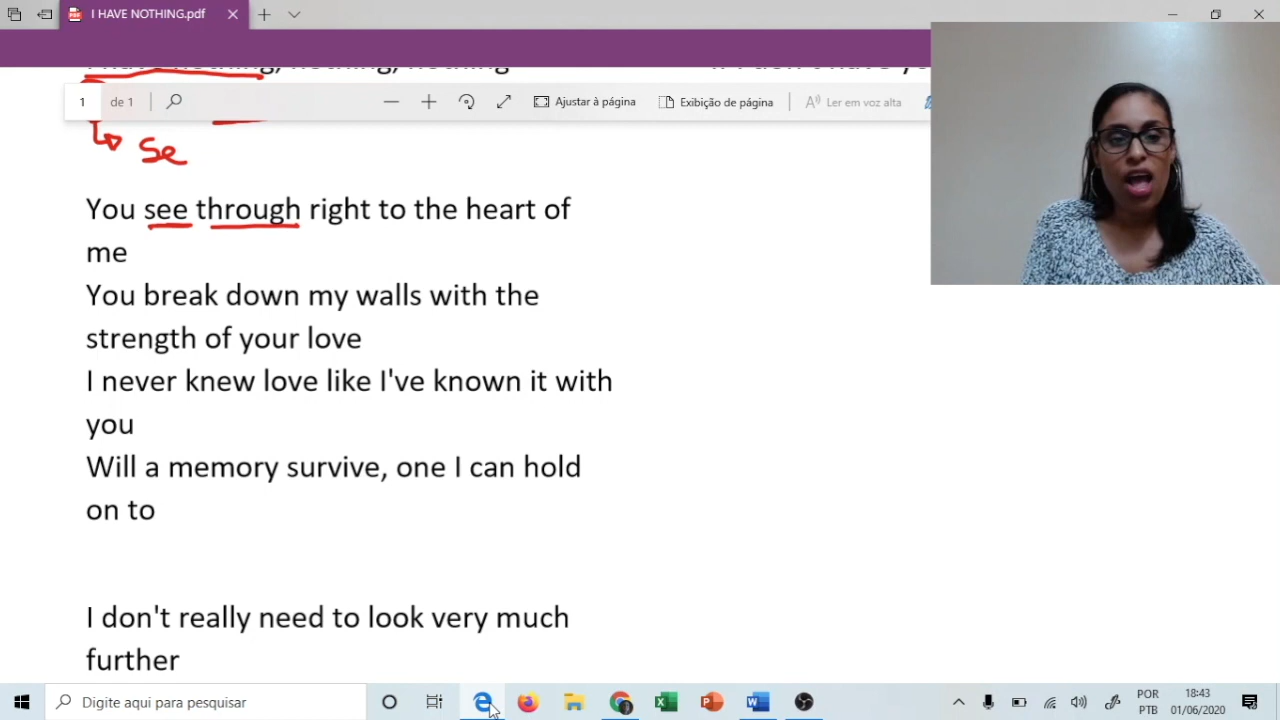 I HAVE NOTHING.pdf
1 de 1 Ajustar à página Exibição de página Ler em voz alta
se
You see through right to the heart of
me
You break down my walls with the
strength of your love
I never knew love like I've known it with
you
Will a memory survive, one I can hold
on to
I don't really need to look very much
further
Digite aqui para pesquisar
POR
PTB
18:43
01/06/2020